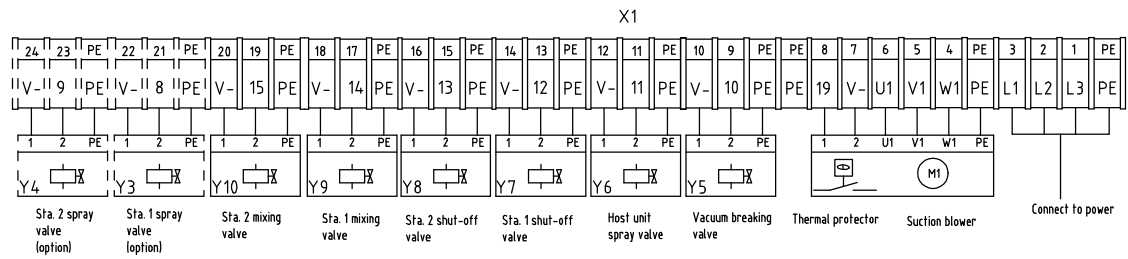 X1
24 23 PE 22 21 PE 20 19 PE 18 17 PE 16 15 PE 14 13 PE 12 11 PE 10 9 PE PE 8 7 6 5 4 PE 3 2 1 PE
V- 9 PE V- 8 PE V- 15 PE V- 14 PE V- 13 PE V- 12 PE V- 11 PE V- 10 PE PE 19 V- U1 V1 W1 PE L1 L2 L3 PE
1 2 PE 1 2 PE 1 2 PE 1 2 PE 1 2 PE 1 2 PE 1 2 PE 1 2 PE 1 2 U1 V1 W1 PE
Y4 Y3 Y10 Y9 Y8 Y7 Y6 Y5 M1
Sta. 2 spray
valve
(option)
Sta. 1 spray
valve
(option)
Sta. 2 mixing
valve
Sta. 1 mixing
valve
Sta. 2 shut-off
valve
Sta. 1 shut-off
valve
Host unit
spray valve
Vacuum breaking
valve
Thermal protector
Suction blower
Connect to power